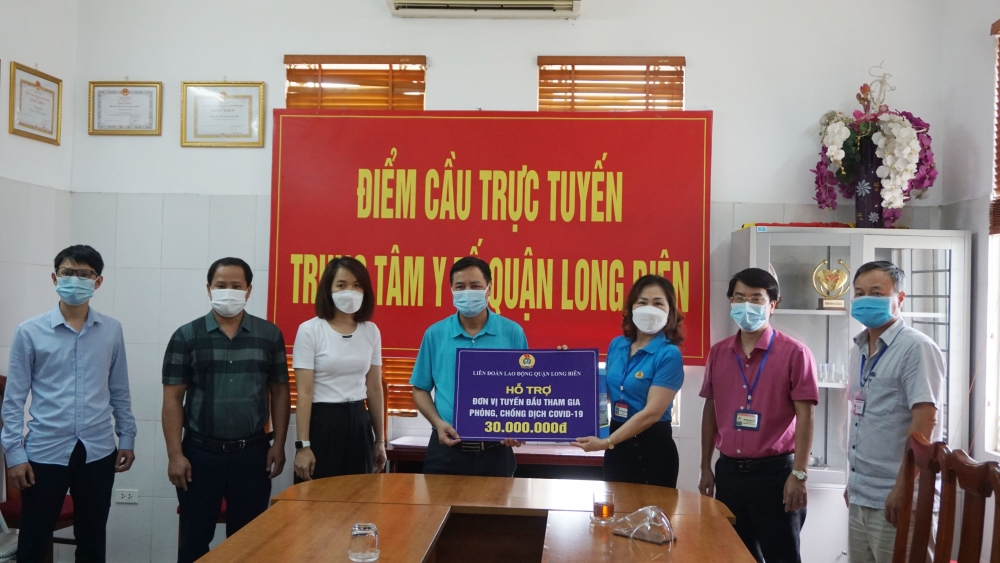 ĐIỂM CẦU TRỰC TUYẾN
TÂM Y QUẬN LONG BIÊN
LIÊN ĐOÀN LAO ĐỘNG QUẬN LONG BIÊN
HỖ TRỢ
ĐƠN VỊ TUYẾN ĐẦU THAM GIA
PHÒNG, CHỐNG DỊCH COVID-19
30.000.000đ